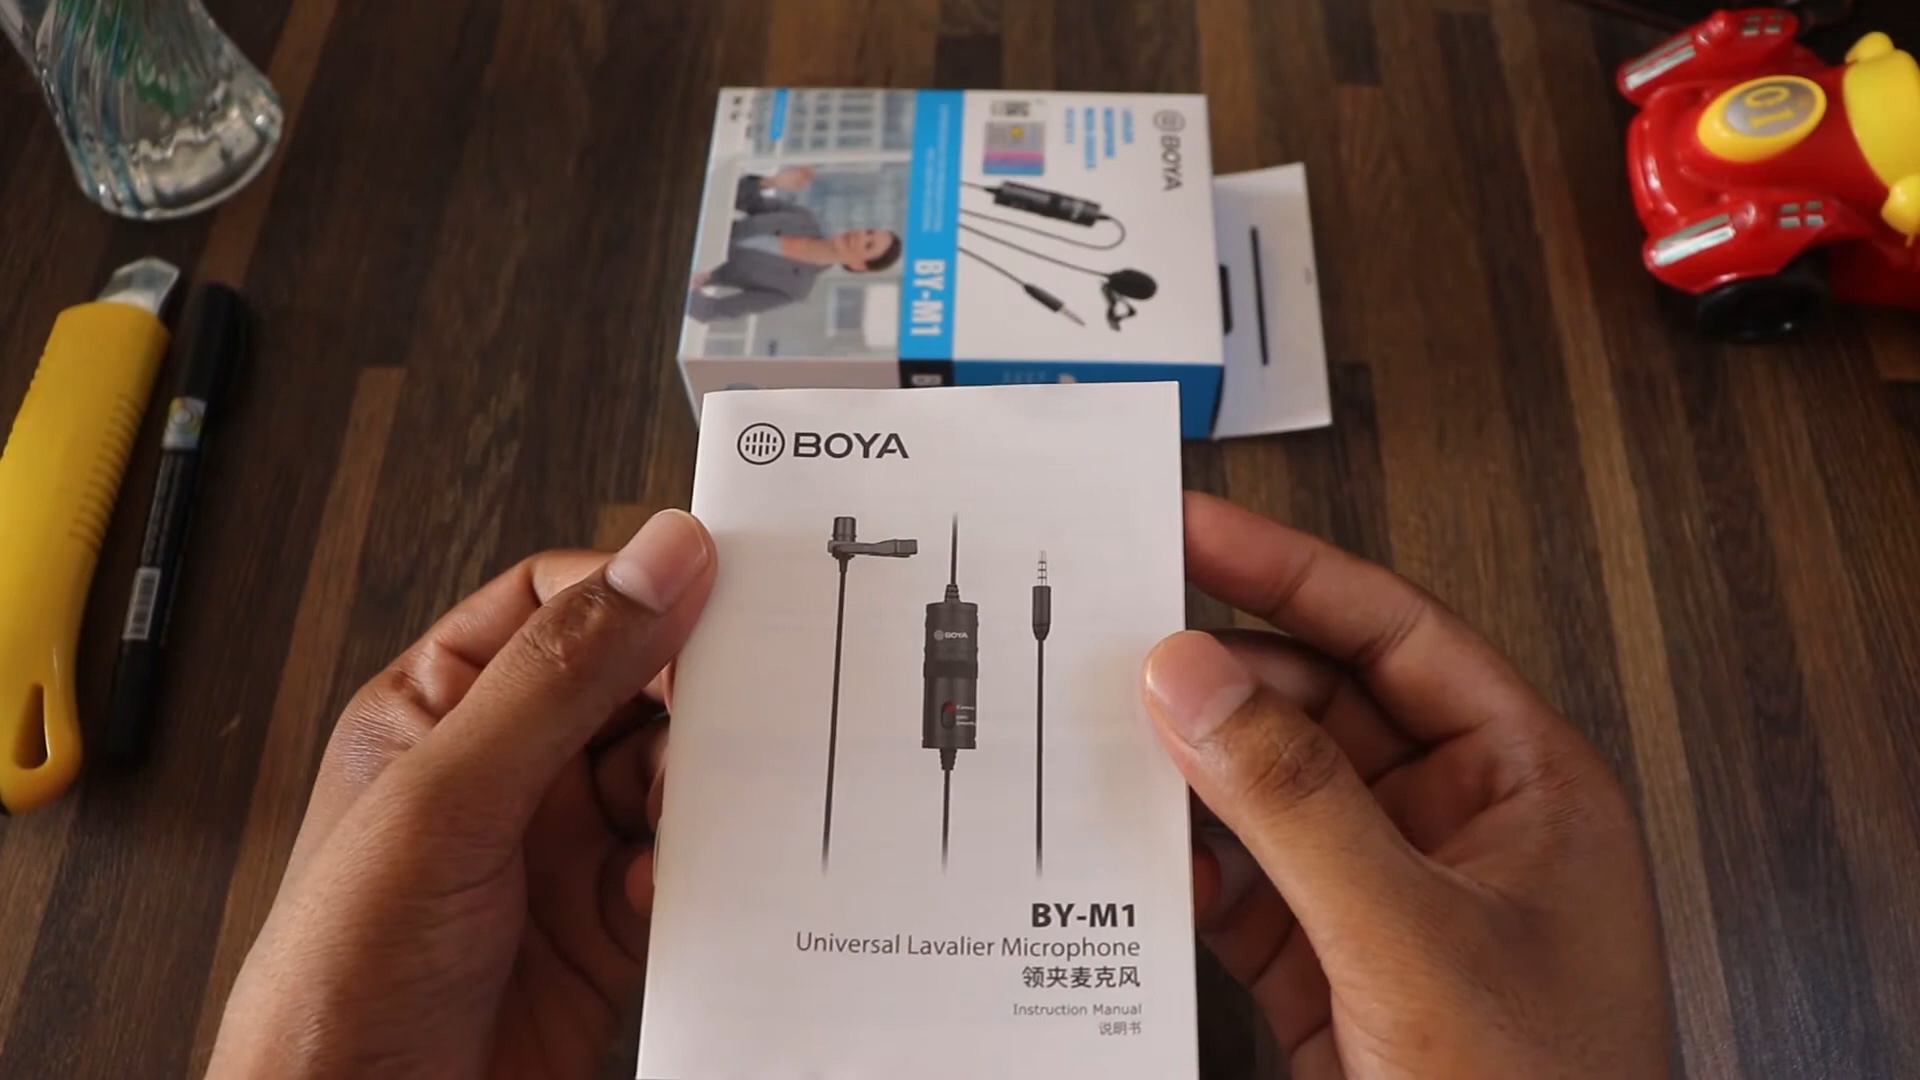 BOYA
BY-M1
01
BOYA
BOYA
BY-M1
Universal Lavalier Microphone
领夹麦克风
Instruction Manual
说明书